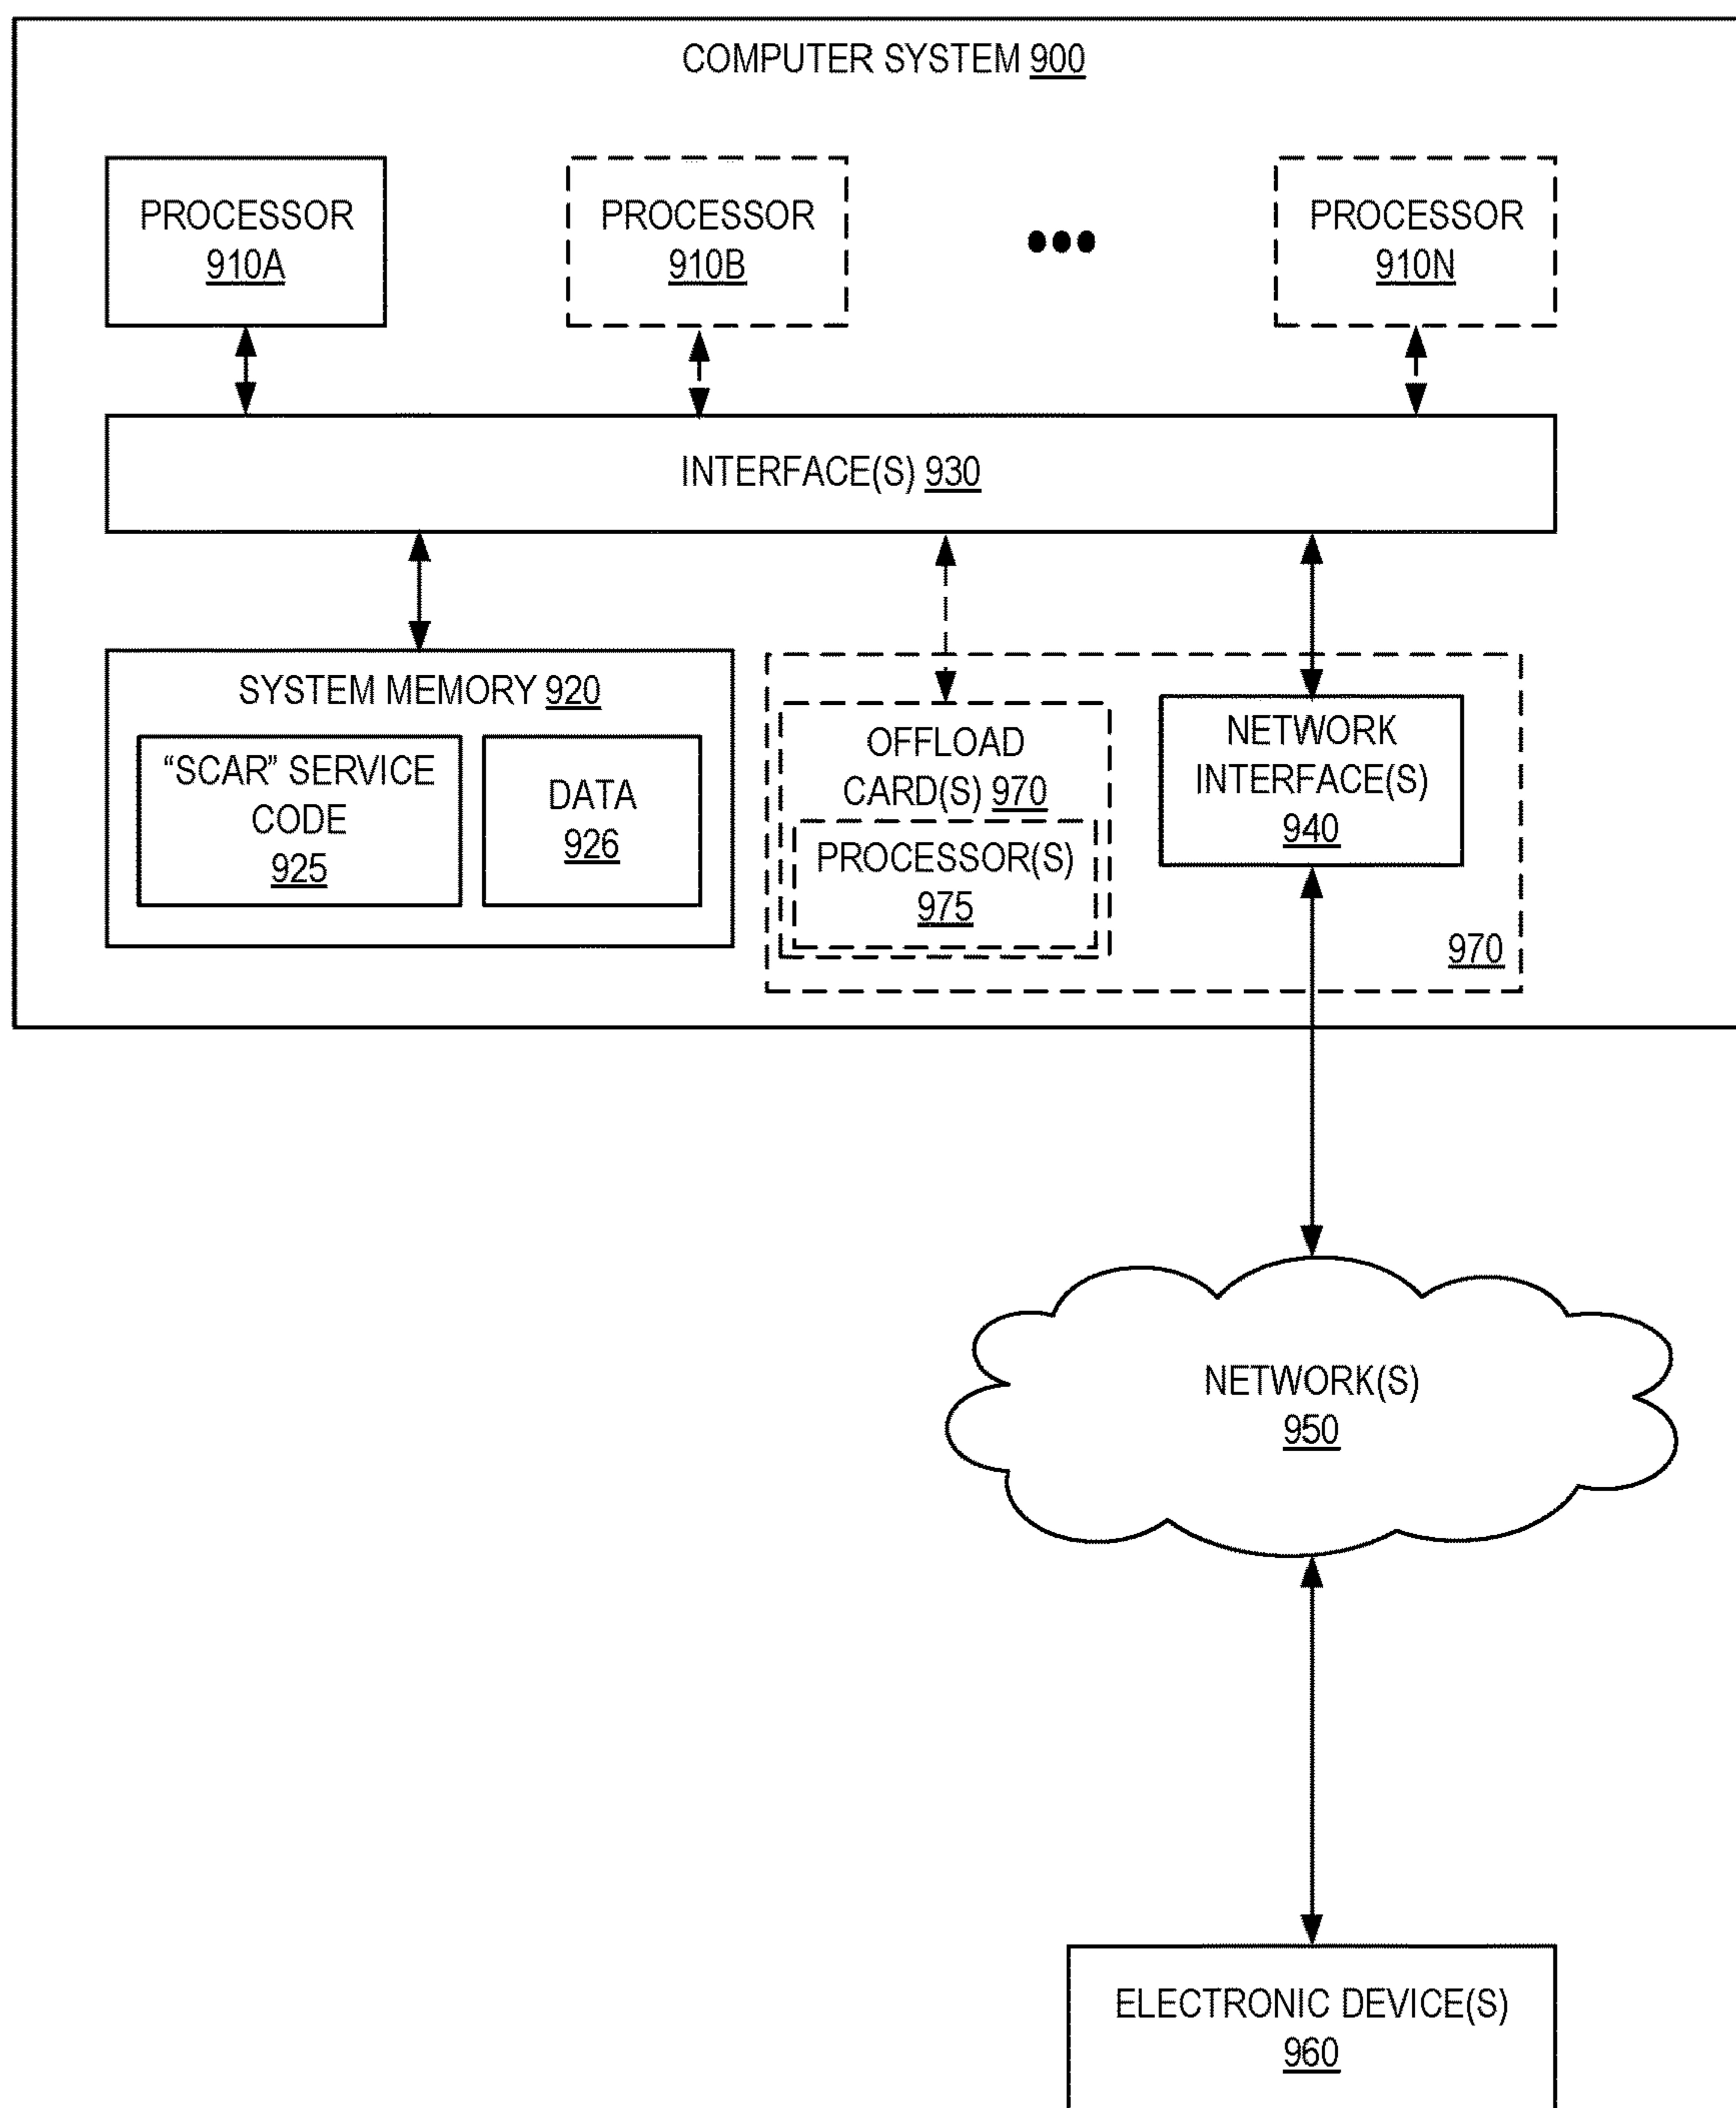 COMPUTER SYSTEM 900
PROCESSOR
910A
PROCESSOR
910B
PROCESSOR
910N
INTERFACE(S) 930
SYSTEM MEMORY 920
“SCAR” SERVICE
CODE
925
DATA
926
OFFLOAD
CARD(S) 970
PROCESSOR(S)
975
NETWORK
INTERFACE(S)
940
970
NETWORK(S)
950
ELECTRONIC DEVICE(S)
960